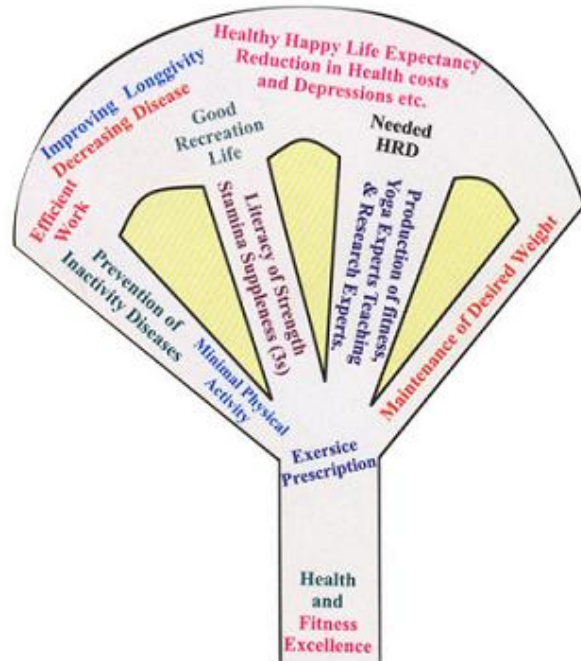 Healthy Happy Life Expectancy
Reduction in Health costs
and Depressions etc.
Improving Longgivity
Decreasing Disease
Good
Recreation
Life
Needed
HRD
Efficient
Work
Prevention of
Inactivity Diseases
Minimal Physical
Activity
Literacy of Strength
Stamina Suppleness (3s)
Production of fitness,
Yoga Experts Teaching
& Research Experts,
Maintenance of Desired Weight
Exersice
Prescription
Health
and
Fitness
Excellence